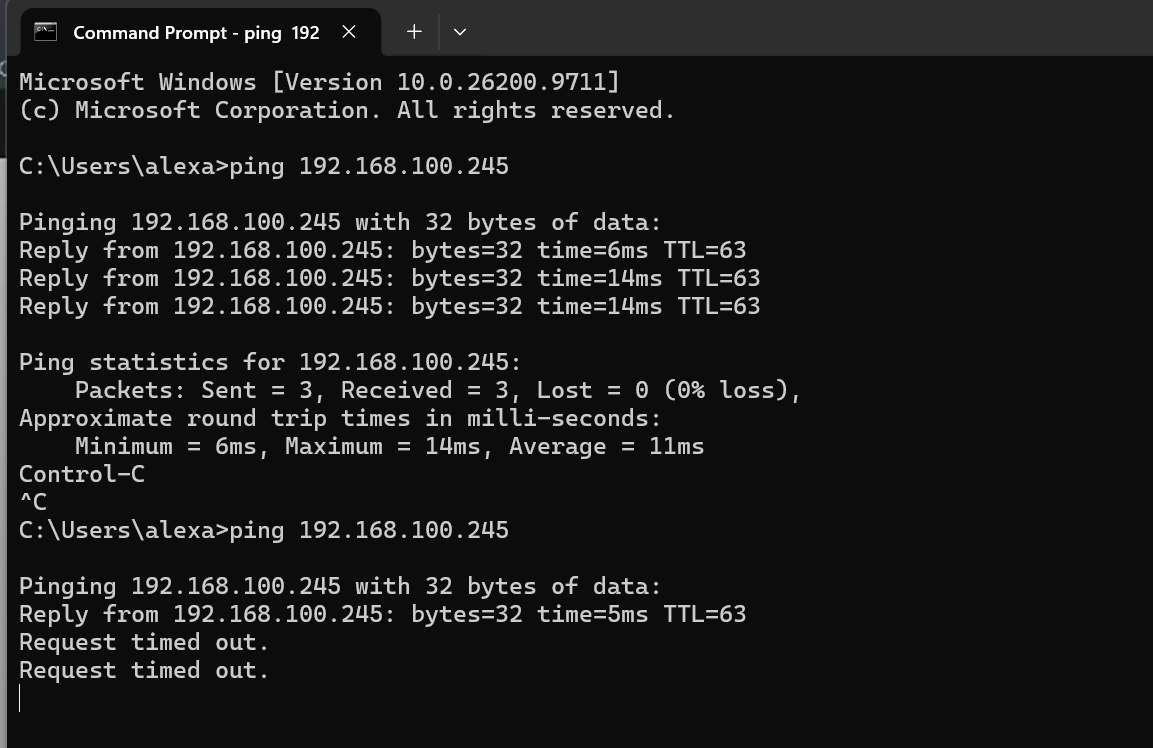 Command Prompt - ping 192
Microsoft Windows [Version 10.0.26200.9711]
(c) Microsoft Corporation. All rights reserved.
C:\Users\alexa>ping 192.168.100.245
Pinging 192.168.100.245 with 32 bytes of data:
Reply from 192.168.100.245: bytes=32 time=6ms TTL=63
Reply from 192.168.100.245: bytes=32 time=14ms TTL=63
Reply from 192.168.100.245: bytes=32 time=14ms TTL=63
Ping statistics for 192.168.100.245:
    Packets: Sent = 3, Received = 3, Lost = 0 (0% loss),
Approximate round trip times in milli-seconds:
    Minimum = 6ms, Maximum = 14ms, Average = 11ms
Control-C
^C
C:\Users\alexa>ping 192.168.100.245
Pinging 192.168.100.245 with 32 bytes of data:
Reply from 192.168.100.245: bytes=32 time=5ms TTL=63
Request timed out.
Request timed out.